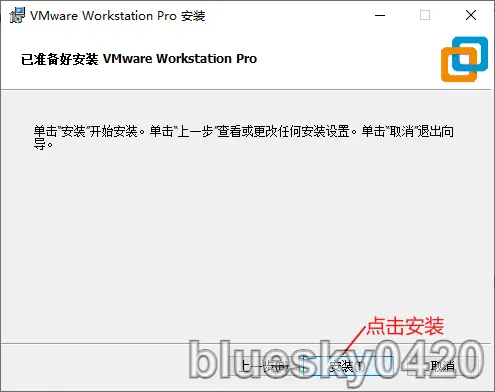 VMware Workstation Pro 安装
已准备好安装 VMware Workstation Pro
单击“安装”开始安装。单击“上一步”查看或更改任何安装设置。单击“取消”退出向
导。
点击安装
上一步(B) 安装(I) 取消
bluesky0420